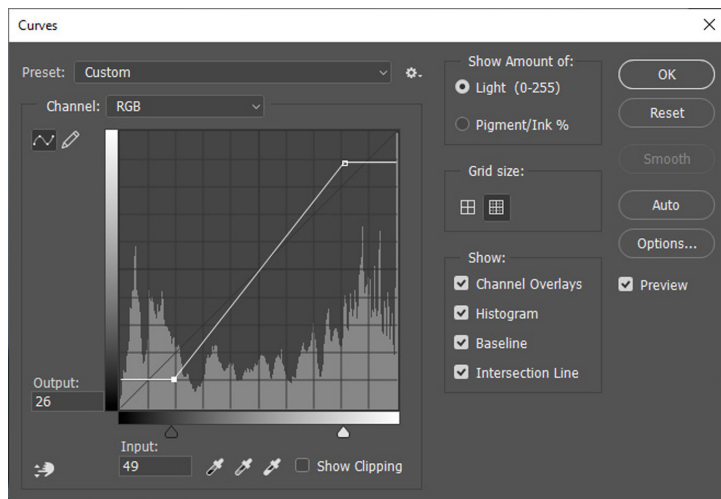 Curves
Preset: Custom
Channel: RGB
Output:
26
Input:
49
Show Clipping
Show Amount of:
Light (0-255)
Pigment/Ink %
Grid size:
Show:
Channel Overlays
Histogram
Baseline
Intersection Line
OK
Reset
Smooth
Auto
Options...
Preview